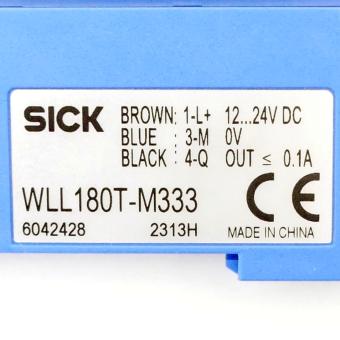 SICK
BROWN: 1-L+ 12...24V DC
BLUE : 3-M 0V
BLACK : 4-Q OUT ≤ 0.1A
WLL180T-M333
6042428 2313H
CE
MADE IN CHINA